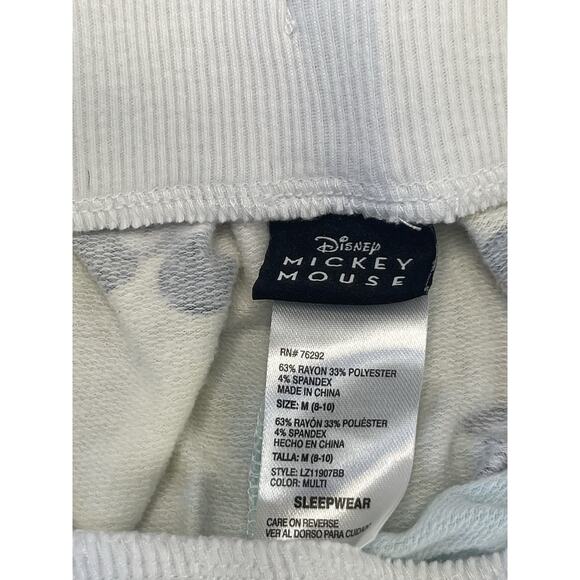 Disney
MICKEY
MOUSE
RN# 76292
63% RAYON 33% POLYESTER
4% SPANDEX
MADE IN CHINA
SIZE: M (8-10)
63% RAYÓN 33% POLIÉSTER
4% SPANDEX
HECHO EN CHINA
TALLA: M (8-10)
STYLE: LZ11907BB
COLOR: MULTI
SLEEPWEAR
CARE ON REVERSE
VER AL DORSO PARA CUIDA